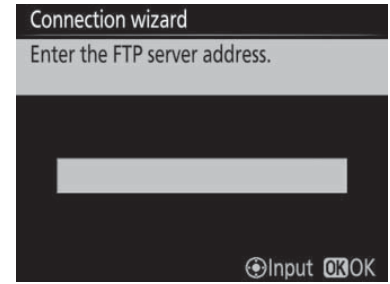 Connection wizard
Enter the FTP server address.
Input OK OK